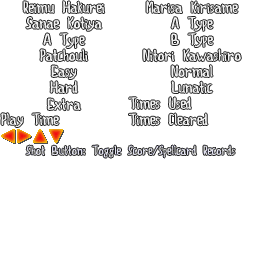 Reimu Hakurei Marisa Kirisame
Sanae Kotiya A Type
A Type B Type
Patchouli Nitori Kawashiro
Easy Normal
Hard Lunatic
Extra Times Used
Play Time Times Cleared
Shot Button: Toggle Score/Spellcard Records